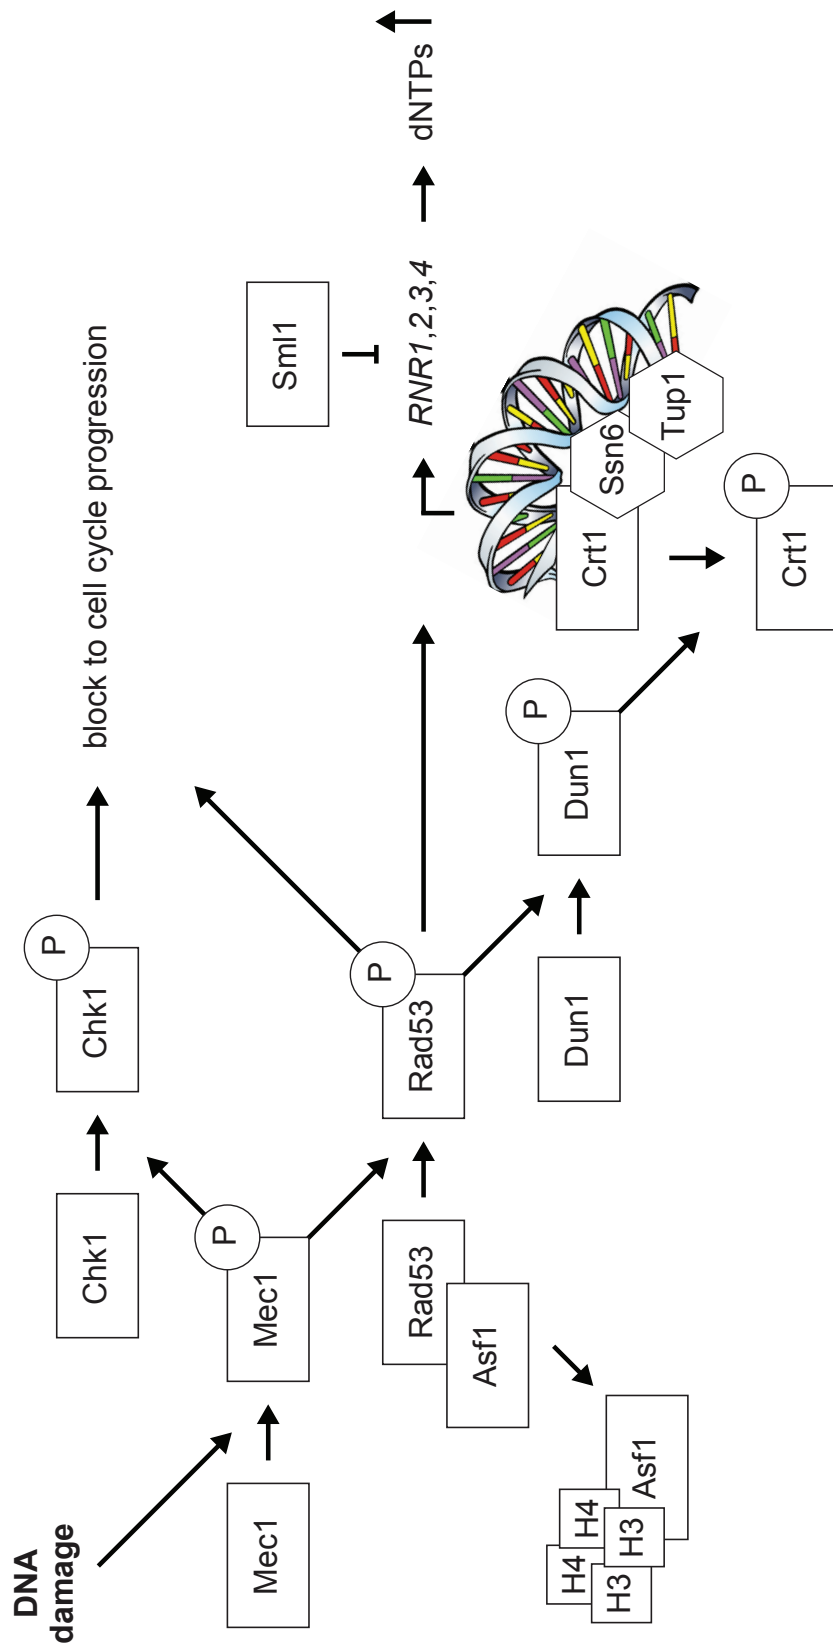 DNA
damage
Mec1
P
Mec1
Chk1
P
Chk1
block to cell cycle progression
Rad53
Asf1
P
Rad53
H4
H4
H3
H3
Asf1
Dun1
P
Dun1
Sml1
RNR1,2,3,4
dNTPs
Crt1
Ssn6
Tup1
P
Crt1